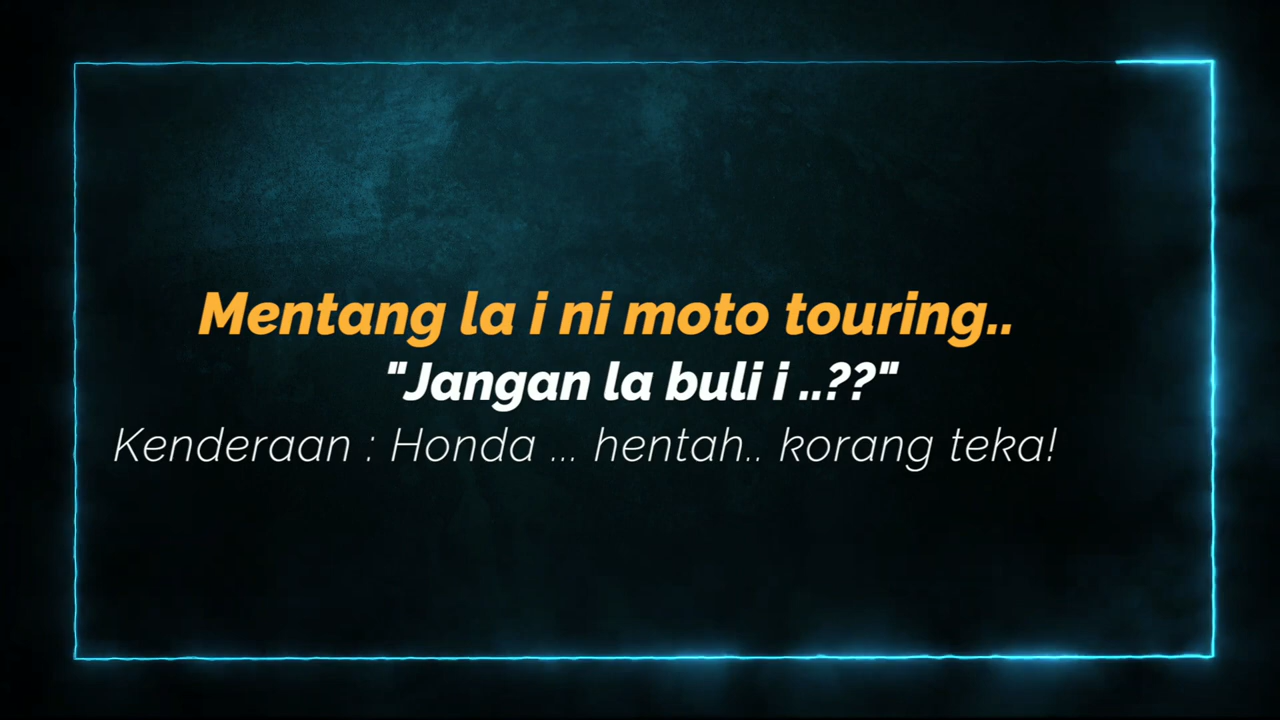 Mentang la i ni moto touring..
"Jangan la buli i ..??"
Kenderaan : Honda ... hentah.. korang teka!